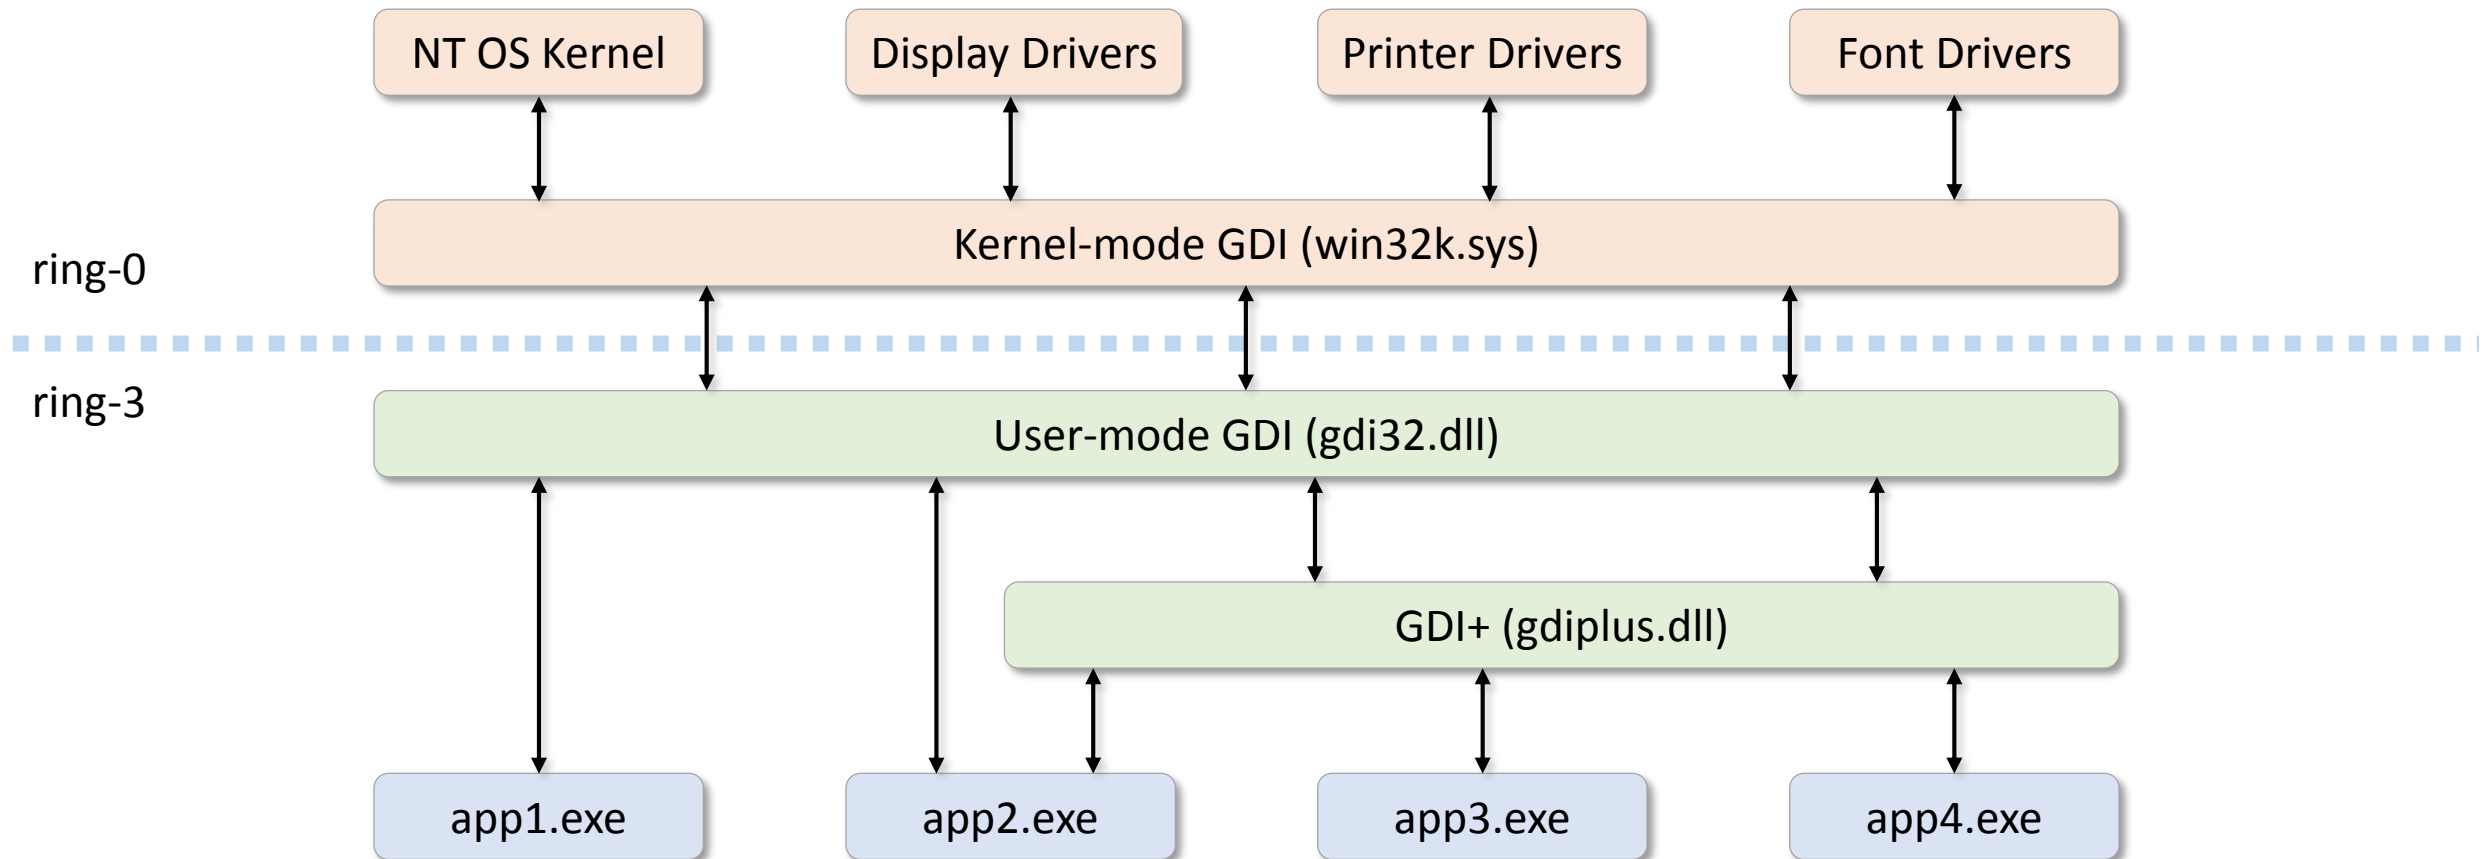 NT OS Kernel
Display Drivers
Printer Drivers
Font Drivers
Kernel-mode GDI (win32k.sys)
ring-0
ring-3
User-mode GDI (gdi32.dll)
GDI+ (gdiplus.dll)
app1.exe
app2.exe
app3.exe
app4.exe